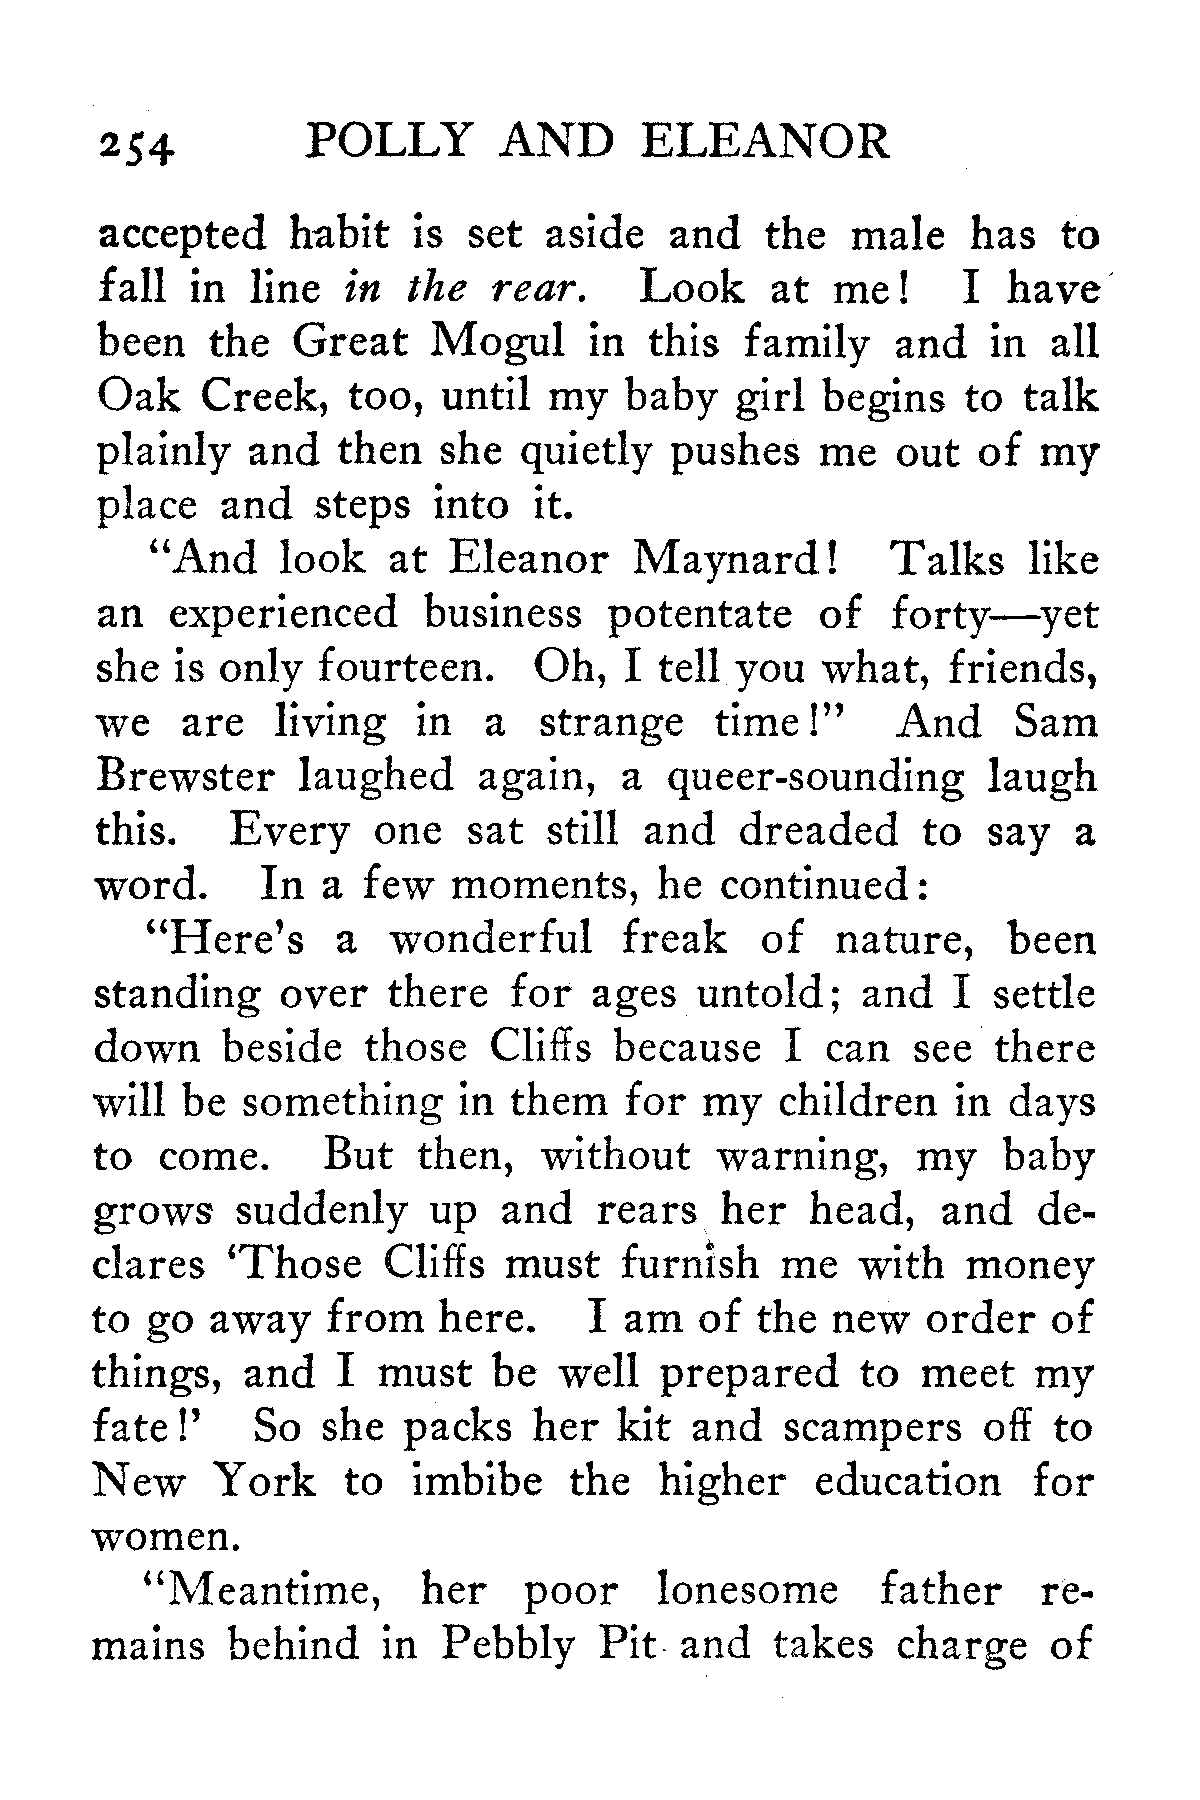 254 POLLY AND ELEANOR
accepted habit is set aside and the male has to
fall in line in the rear. Look at me! I have
been the Great Mogul in this family and in all
Oak Creek, too, until my baby girl begins to talk
plainly and then she quietly pushes me out of my
place and steps into it.
"And look at Eleanor Maynard! Talks like
an experienced business potentate of forty—yet
she is only fourteen. Oh, I tell you what, friends,
we are living in a strange time!" And Sam
Brewster laughed again, a queer-sounding laugh
this. Every one sat still and dreaded to say a
word. In a few moments, he continued:
"Here's a wonderful freak of nature, been
standing over there for ages untold; and I settle
down beside those Cliffs because I can see there
will be something in them for my children in days
to come. But then, without warning, my baby
grows suddenly up and rears her head, and de-
clares 'Those Cliffs must furnish me with money
to go away from here. I am of the new order of
things, and I must be well prepared to meet my
fate!' So she packs her kit and scampers off to
New York to imbibe the higher education for
women.
"Meantime, her poor lonesome father re-
mains behind in Pebbly Pit and takes charge of